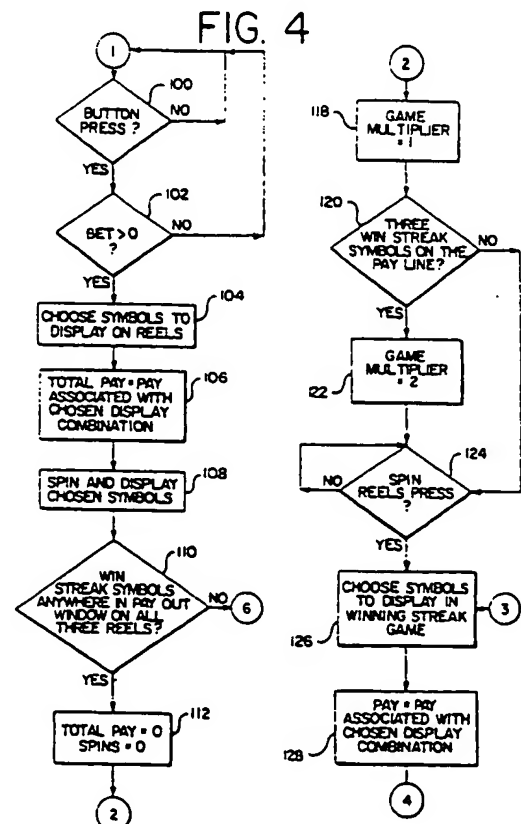 FIG. 4
1
100
BUTTON
PRESS ?
NO
YES
102
BET > 0
?
NO
YES
104
CHOOSE SYMBOLS TO
DISPLAY ON REELS
106
TOTAL PAY = PAY
ASSOCIATED WITH
CHOSEN DISPLAY
COMBINATION
108
SPIN AND DISPLAY
CHOSEN SYMBOLS
110
WIN
STREAK SYMBOLS
ANYWHERE IN PAY OUT
WINDOW ON ALL
THREE REELS?
NO
6
YES
112
TOTAL PAY = 0
SPINS = 0
2
2
118
GAME
MULTIPLIER
= 1
120
THREE
WIN STREAK
SYMBOLS ON THE
PAY LINE?
NO
YES
GAME
MULTIPLIER
= 2
122
124
SPIN
REELS PRESS
?
NO
YES
CHOOSE SYMBOLS
TO DISPLAY IN
WINNING STREAK
GAME
3
126
PAY = PAY
ASSOCIATED WITH
CHOSEN DISPLAY
COMBINATION
128
4